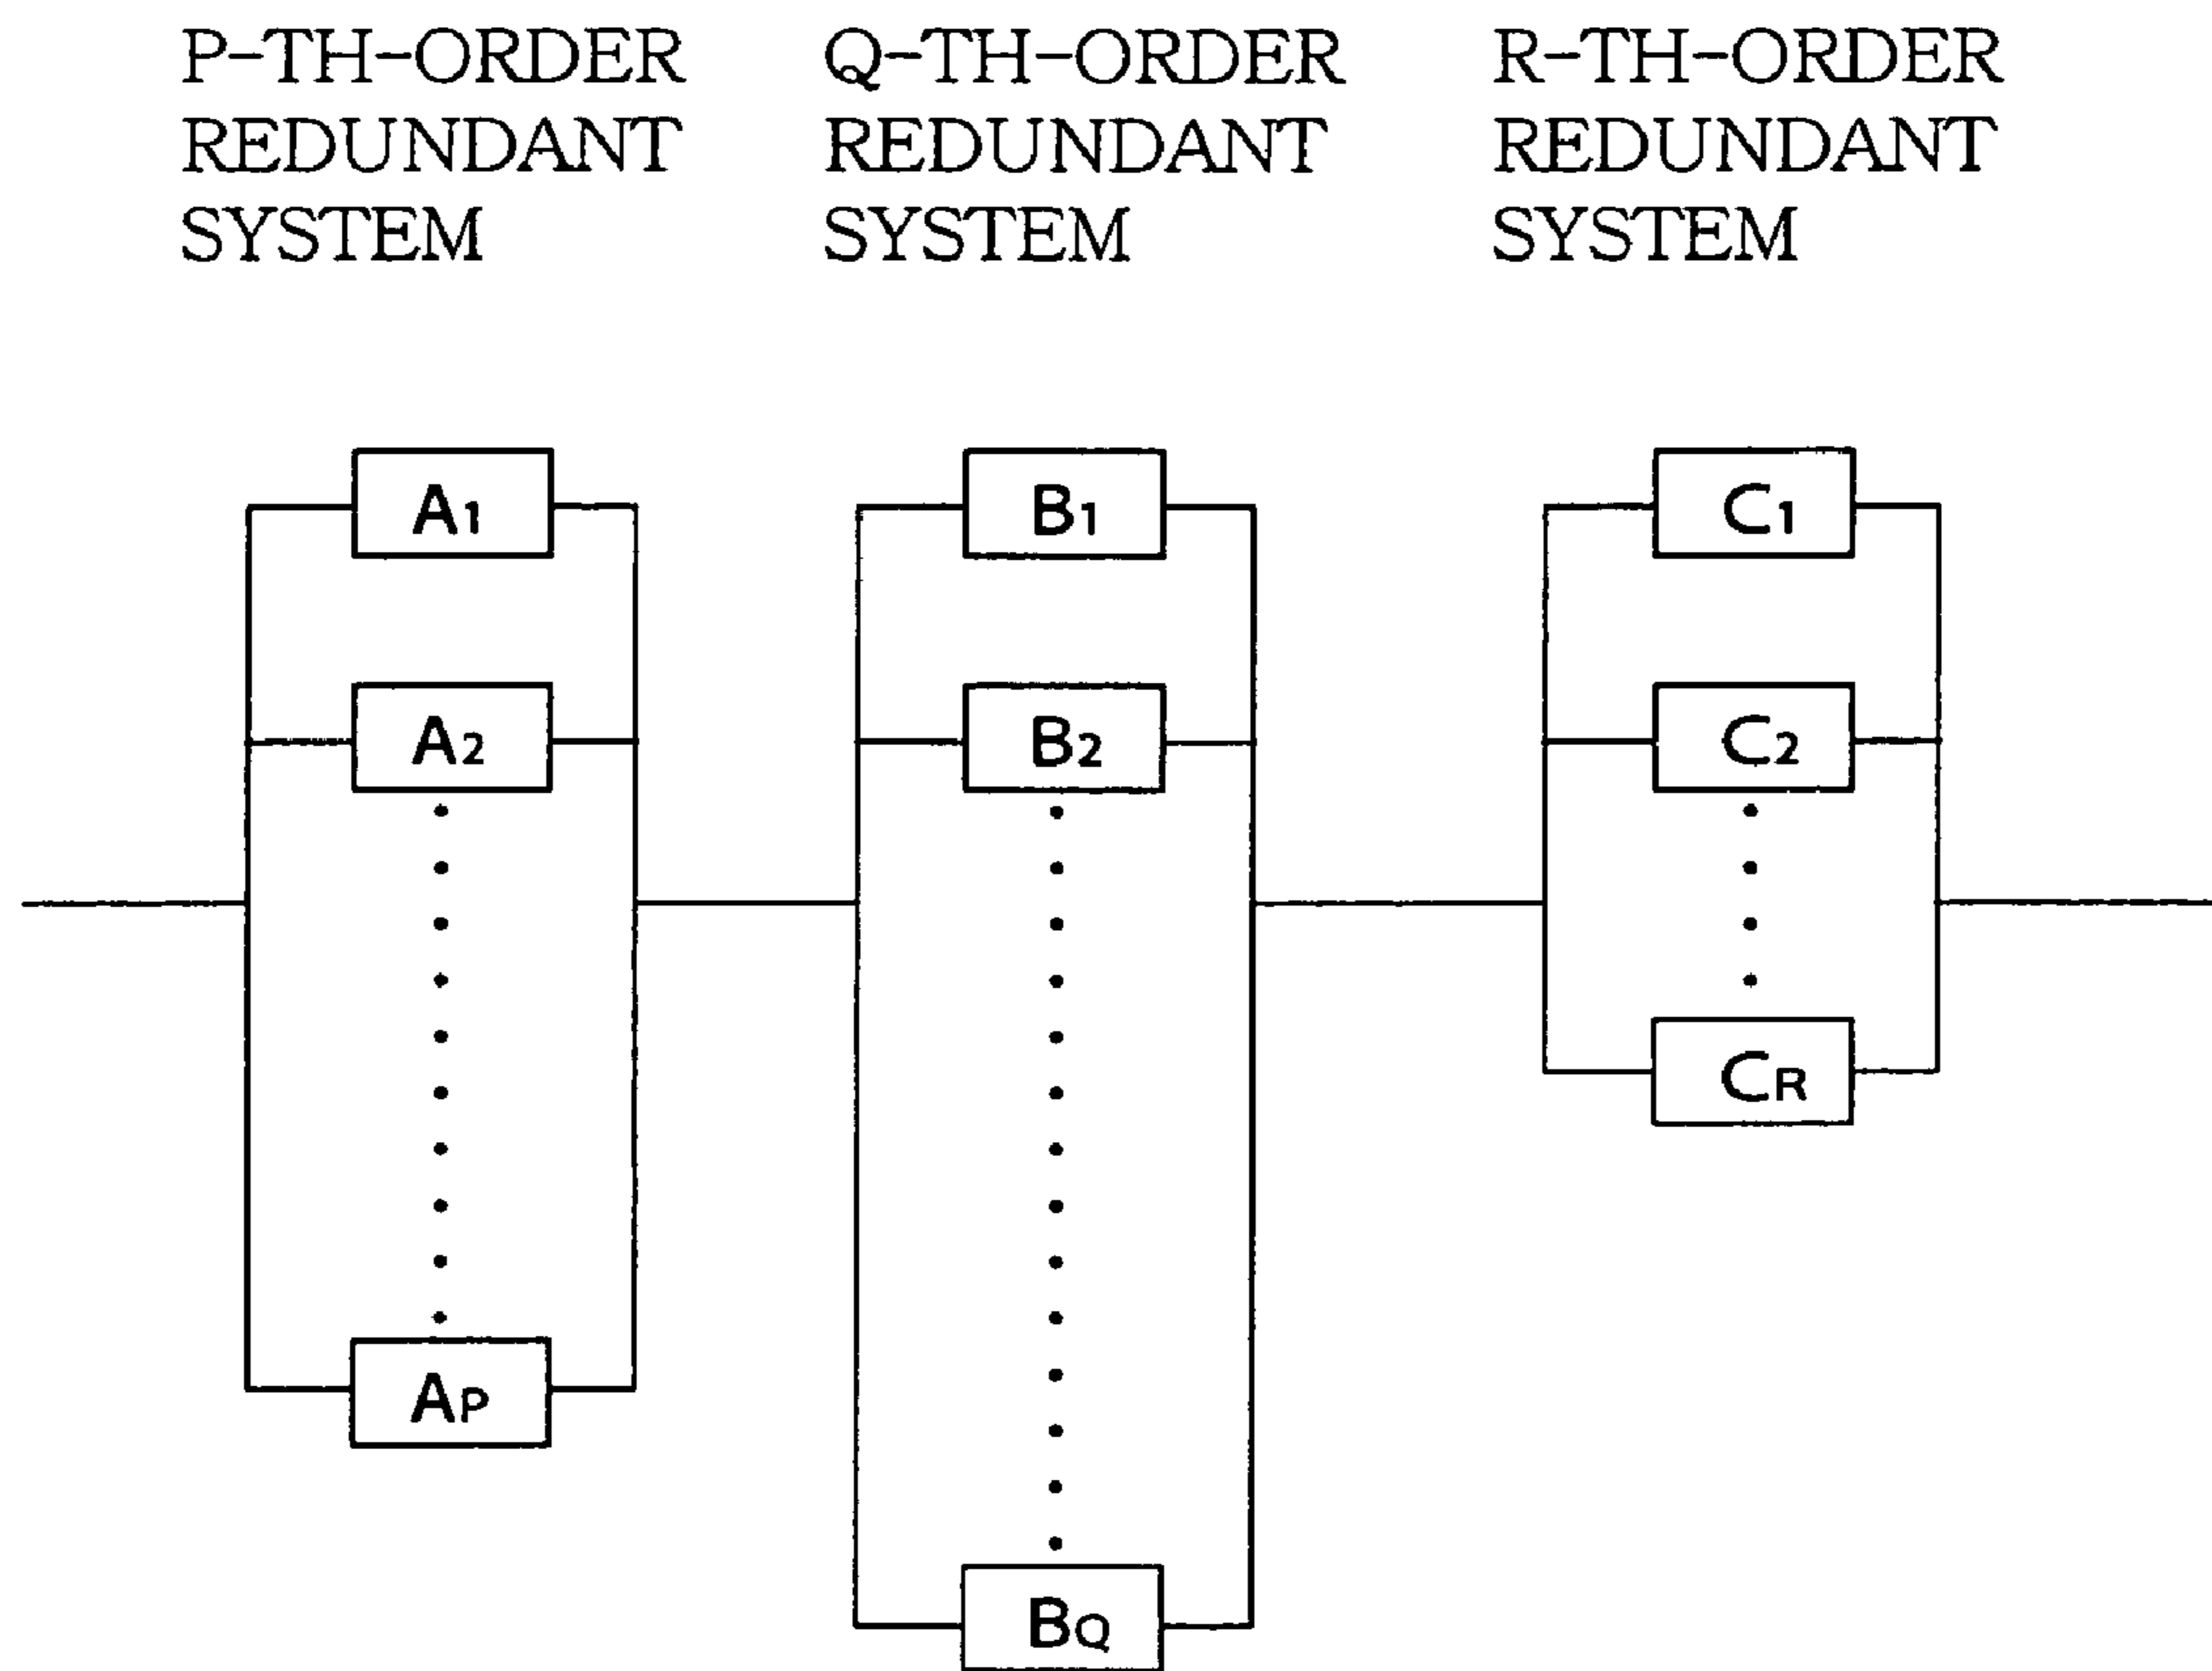 P-TH-ORDER
REDUNDANT
SYSTEM
Q-TH-ORDER
REDUNDANT
SYSTEM
R-TH-ORDER
REDUNDANT
SYSTEM
A1
B1
C1
A2
B2
C2
CR
AP
BQ